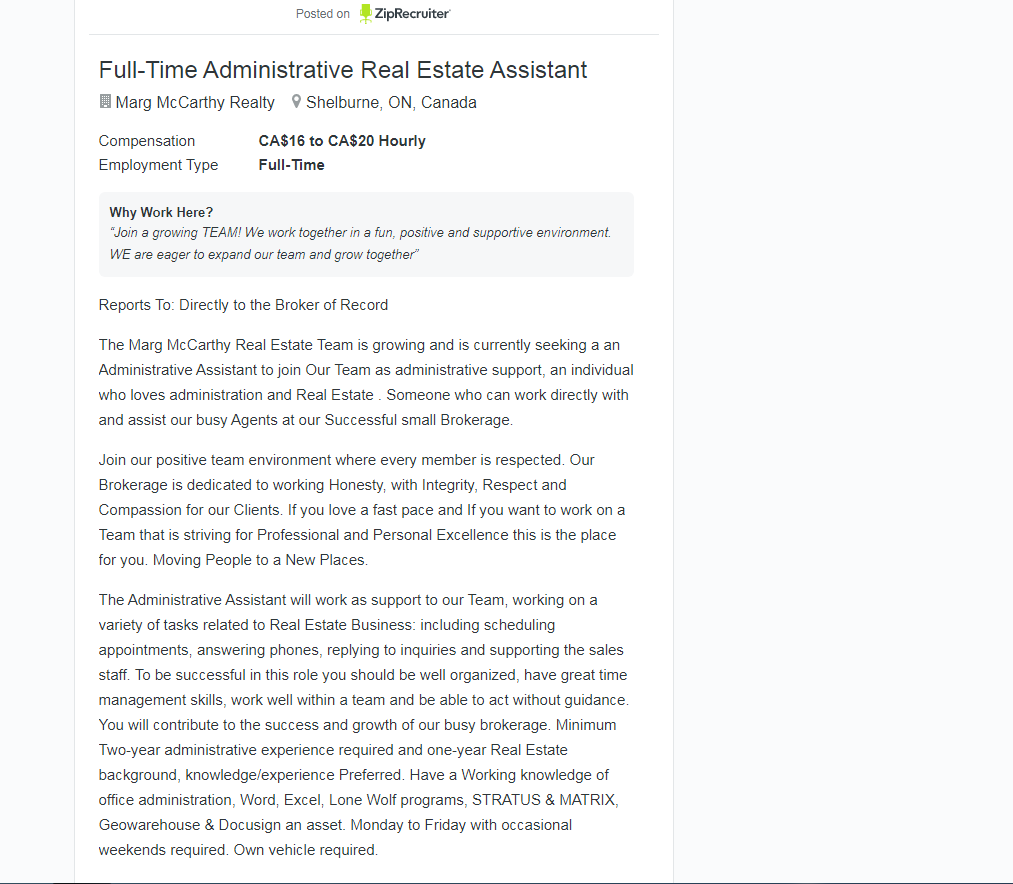 Posted on ZipRecruiter
Full-Time Administrative Real Estate Assistant
Marg McCarthy Realty Shelburne, ON, Canada
Compensation CA$16 to CA$20 Hourly
Employment Type Full-Time
Why Work Here?
“Join a growing TEAM! We work together in a fun, positive and supportive environment.
WE are eager to expand our team and grow together”
Reports To: Directly to the Broker of Record
The Marg McCarthy Real Estate Team is growing and is currently seeking a an
Administrative Assistant to join Our Team as administrative support, an individual
who loves administration and Real Estate . Someone who can work directly with
and assist our busy Agents at our Successful small Brokerage.
Join our positive team environment where every member is respected. Our
Brokerage is dedicated to working Honesty, with Integrity, Respect and
Compassion for our Clients. If you love a fast pace and If you want to work on a
Team that is striving for Professional and Personal Excellence this is the place
for you. Moving People to a New Places.
The Administrative Assistant will work as support to our Team, working on a
variety of tasks related to Real Estate Business: including scheduling
appointments, answering phones, replying to inquiries and supporting the sales
staff. To be successful in this role you should be well organized, have great time
management skills, work well within a team and be able to act without guidance.
You will contribute to the success and growth of our busy brokerage. Minimum
Two-year administrative experience required and one-year Real Estate
background, knowledge/experience Preferred. Have a Working knowledge of
office administration, Word, Excel, Lone Wolf programs, STRATUS & MATRIX,
Geowarehouse & Docusign an asset. Monday to Friday with occasional
weekends required. Own vehicle required.